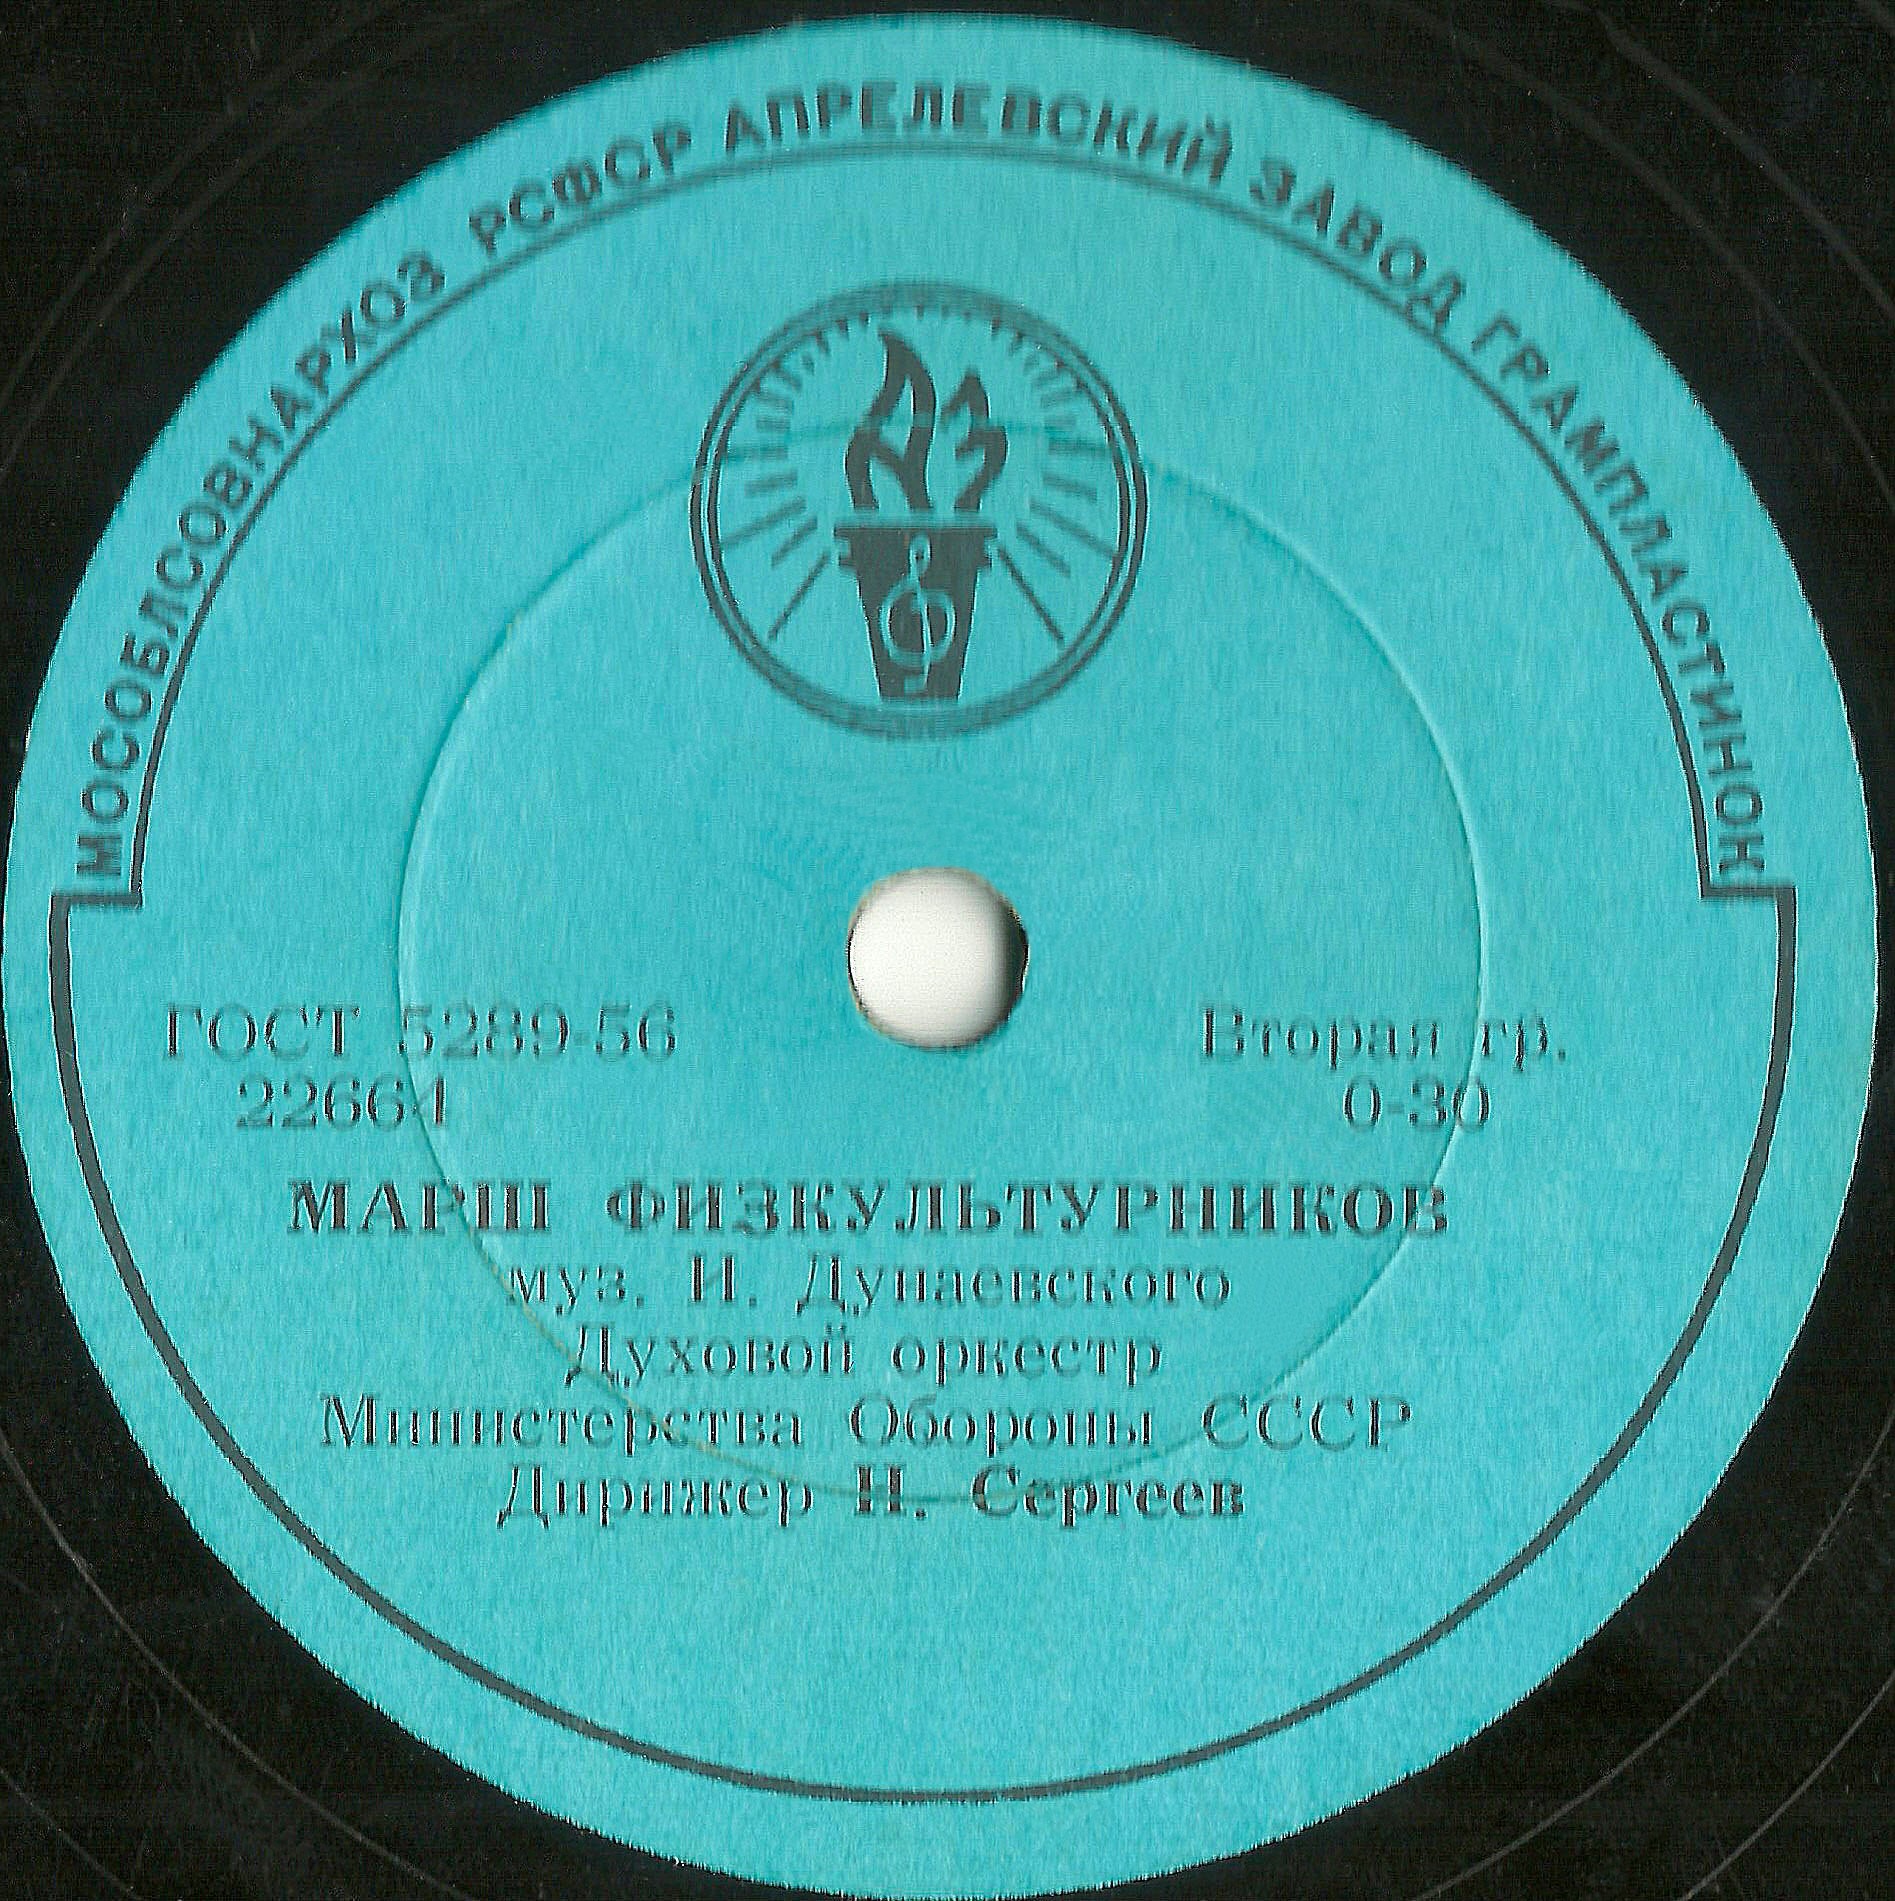 МОСОБЛСОВНАРХОЗ РСФСР АПРЕЛЕВСКИЙ ЗАВОД ГРАМПЛАСТИНОК
АЗ
ГОСТ 5289-56 Вторая гр.
22664 0-30
МАРШ ФИЗКУЛЬТУРНИКОВ
муз. И. Дунаевского
Духовой оркестр
Министерства Обороны СССР
Дирижер Н. Сергеев